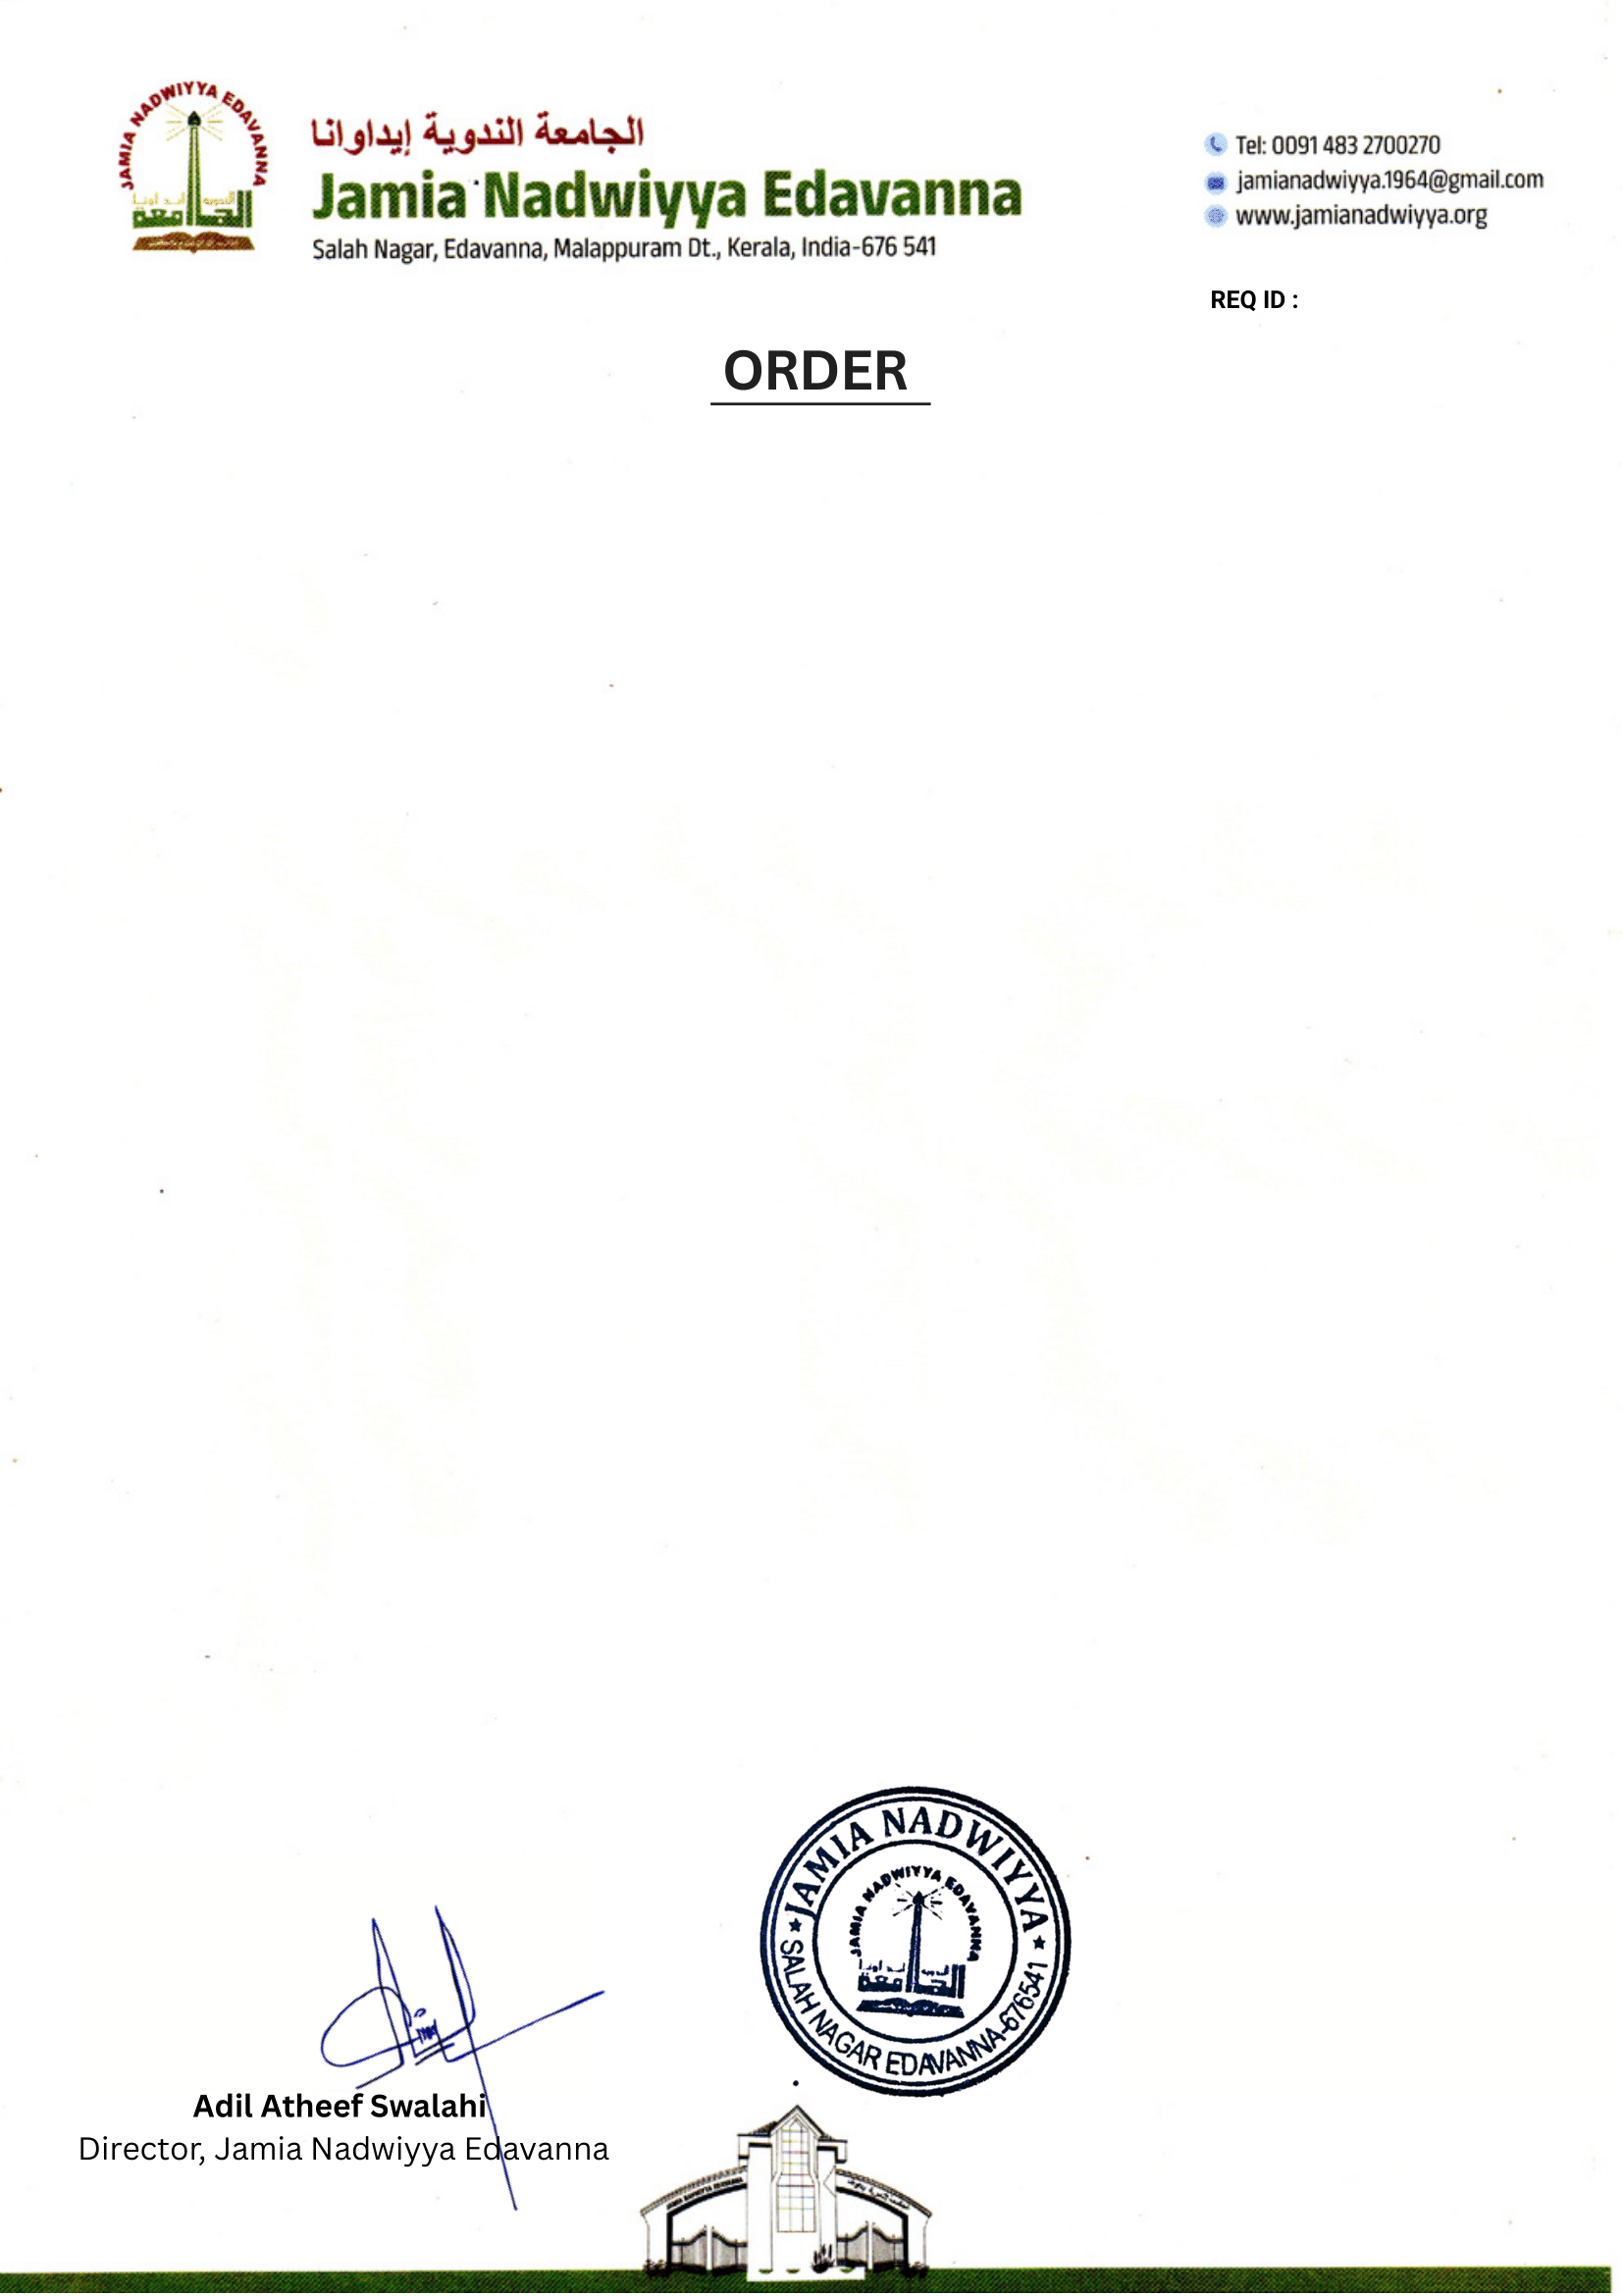 JAMIA NADWIYYA EDAVANNA
الجامعة
الجامعة الندوية إيداوانا
Jamia Nadwiyya Edavanna
Salah Nagar, Edavanna, Malappuram Dt., Kerala, India-676 541
Tel: 0091 483 2700270
jamianadwiyya.1964@gmail.com
www.jamianadwiyya.org
REQ ID :
ORDER
JAMIA NADWIYYA
JAMIA NADWIYYA EDAVANNA
الجامعة
SALAH NAGAR EDAVANNA-676541
Adil Atheef Swalahi
Director, Jamia Nadwiyya Edavanna